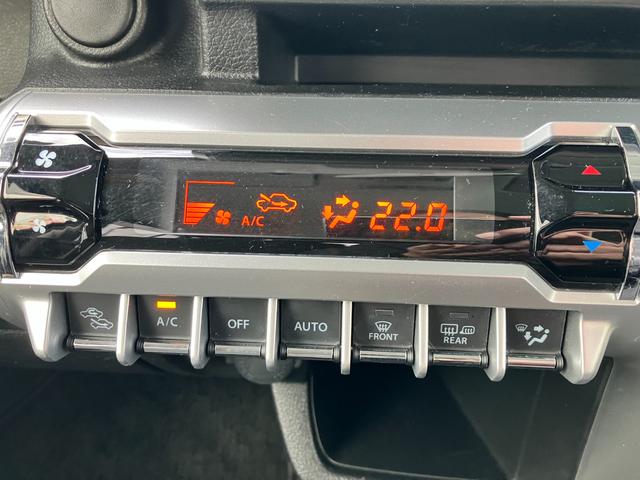 A/C 22.0
A/C OFF AUTO FRONT REAR